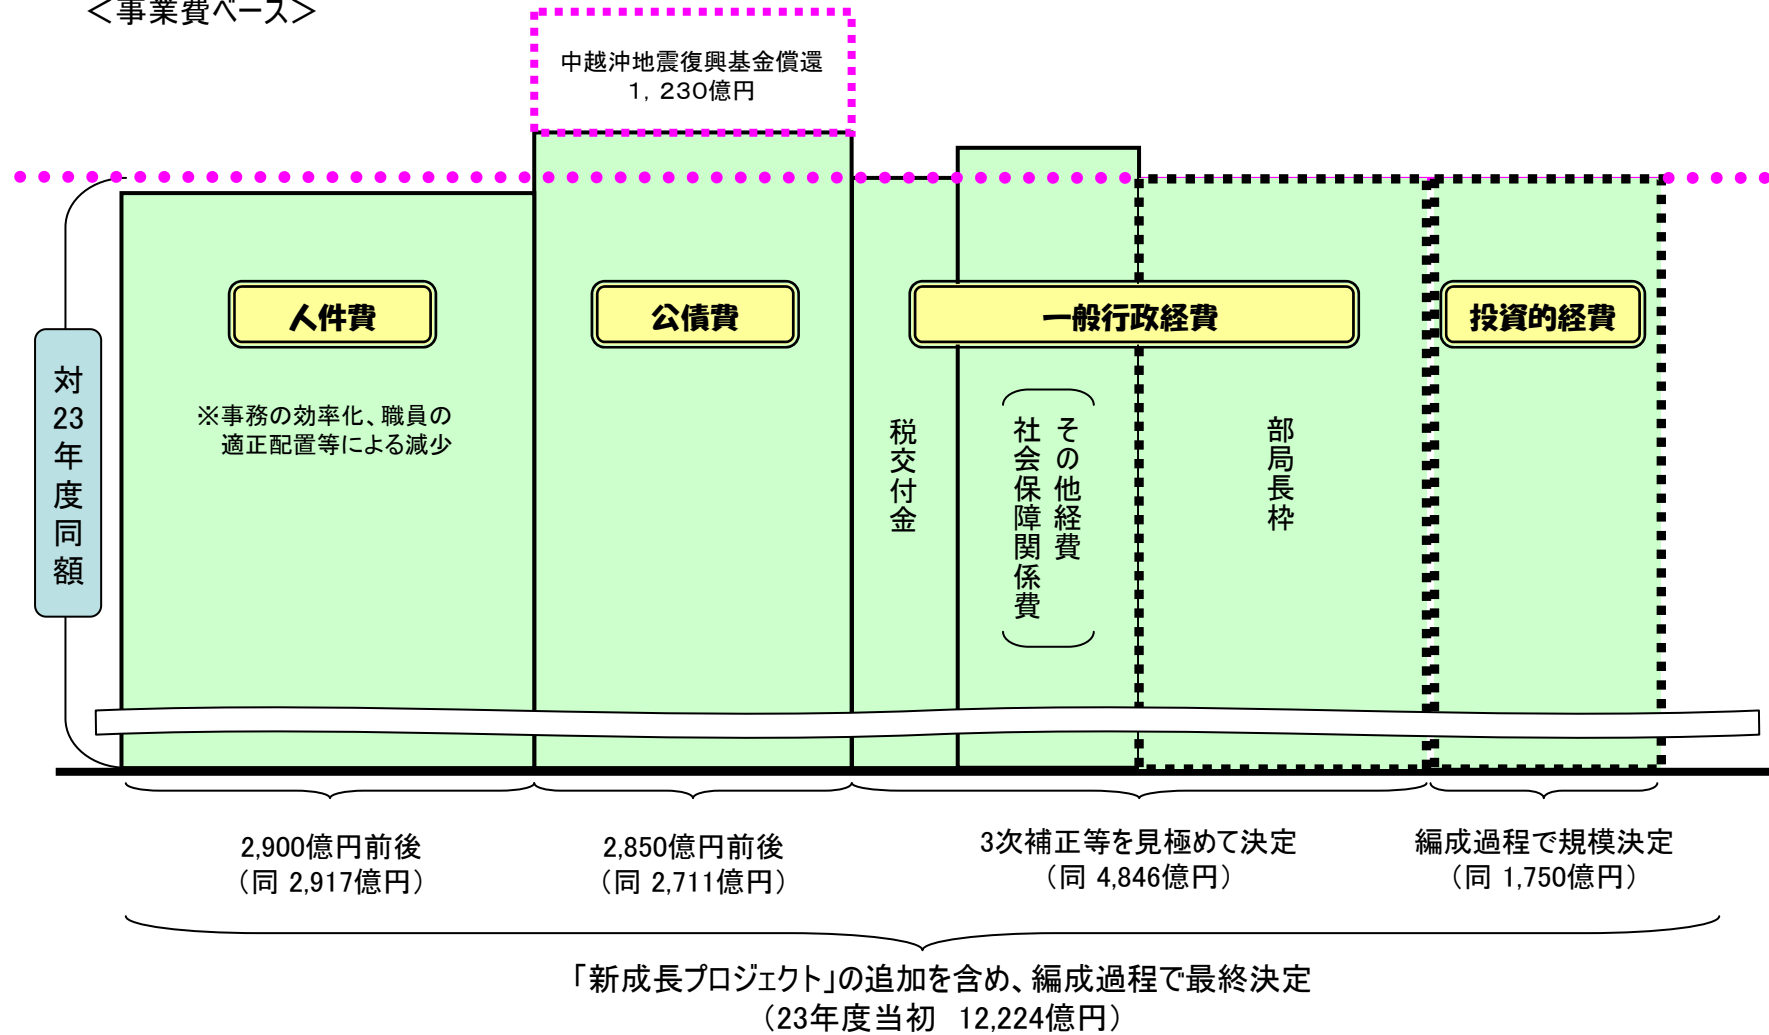 ＜事業費ベース＞
中越沖地震復興基金償還
１，２３０億円
人件費
公債費
一般行政経費
投資的経費
対23年度同額
※事務の効率化、職員の
適正配置等による減少
税交付金
その他経費
社会保障関係費
部局長枠
2,900億円前後
（同 2,917億円）
2,850億円前後
（同 2,711億円）
3次補正等を見極めて決定
（同 4,846億円）
編成過程で規模決定
（同 1,750億円）
「新成長プロジェクト」の追加を含め、編成過程で最終決定
（23年度当初　12,224億円）